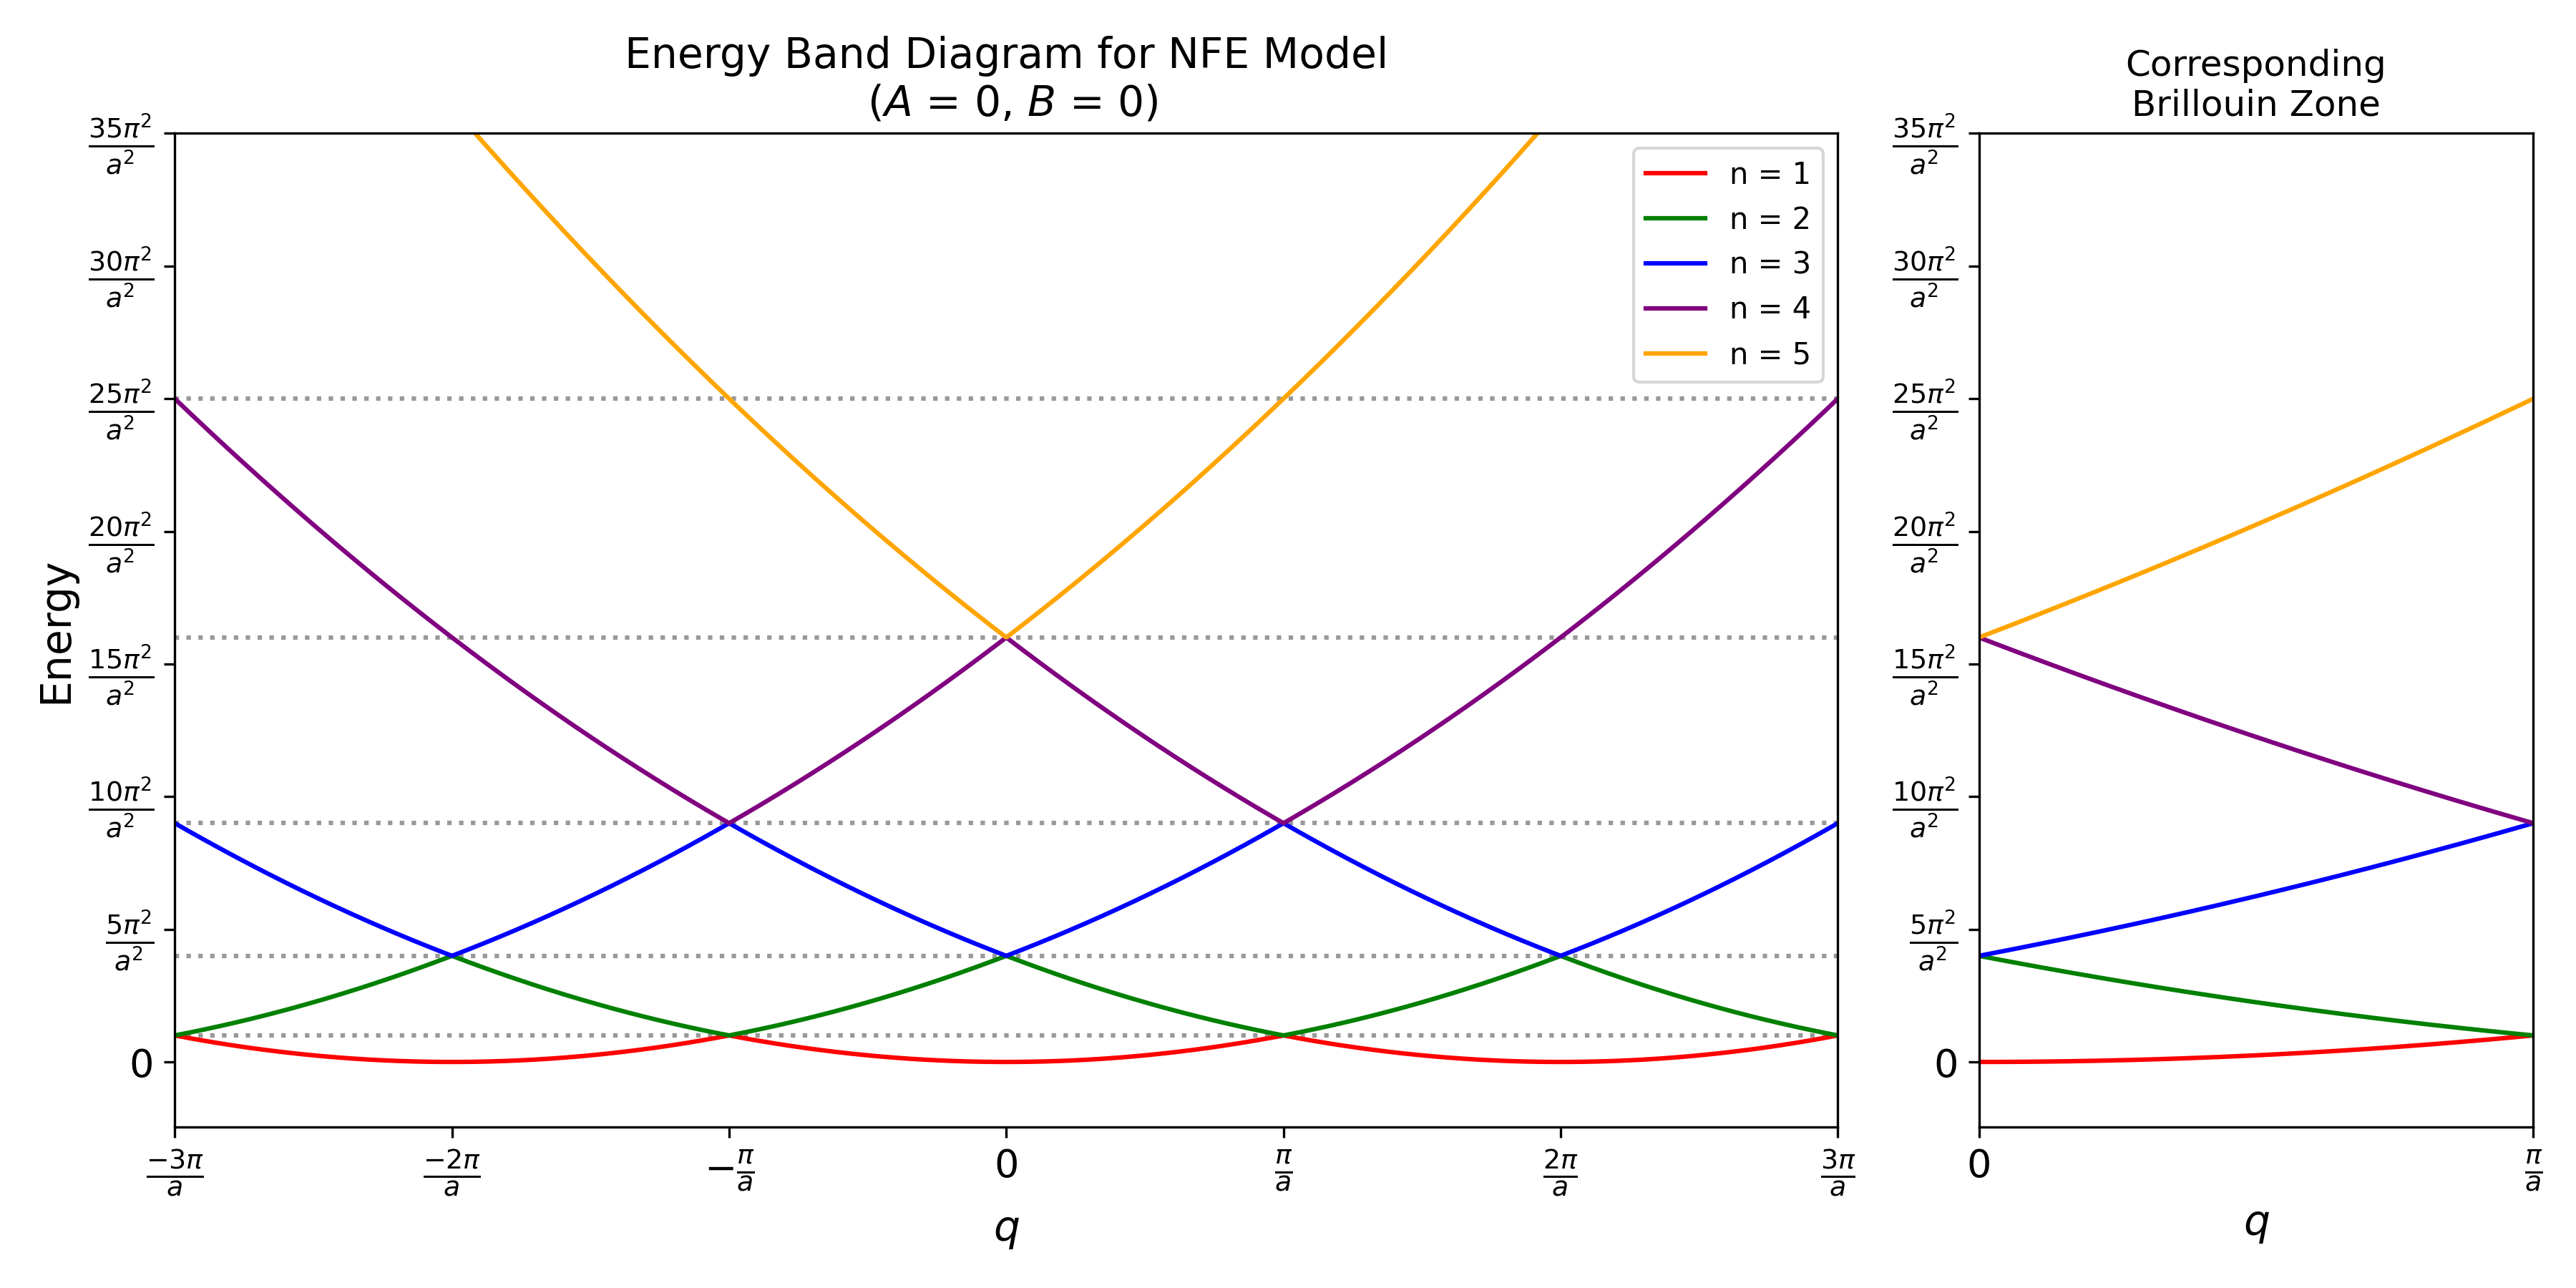 Energy Band Diagram for NFE Model
(A = 0, B = 0)
Energy
35π²/a²
30π²/a²
25π²/a²
20π²/a²
15π²/a²
10π²/a²
5π²/a²
0
−3π/a
−2π/a
−π/a
0
π/a
2π/a
3π/a
q
n = 1
n = 2
n = 3
n = 4
n = 5
Corresponding
Brillouin Zone
35π²/a²
30π²/a²
25π²/a²
20π²/a²
15π²/a²
10π²/a²
5π²/a²
0
0
π/a
q